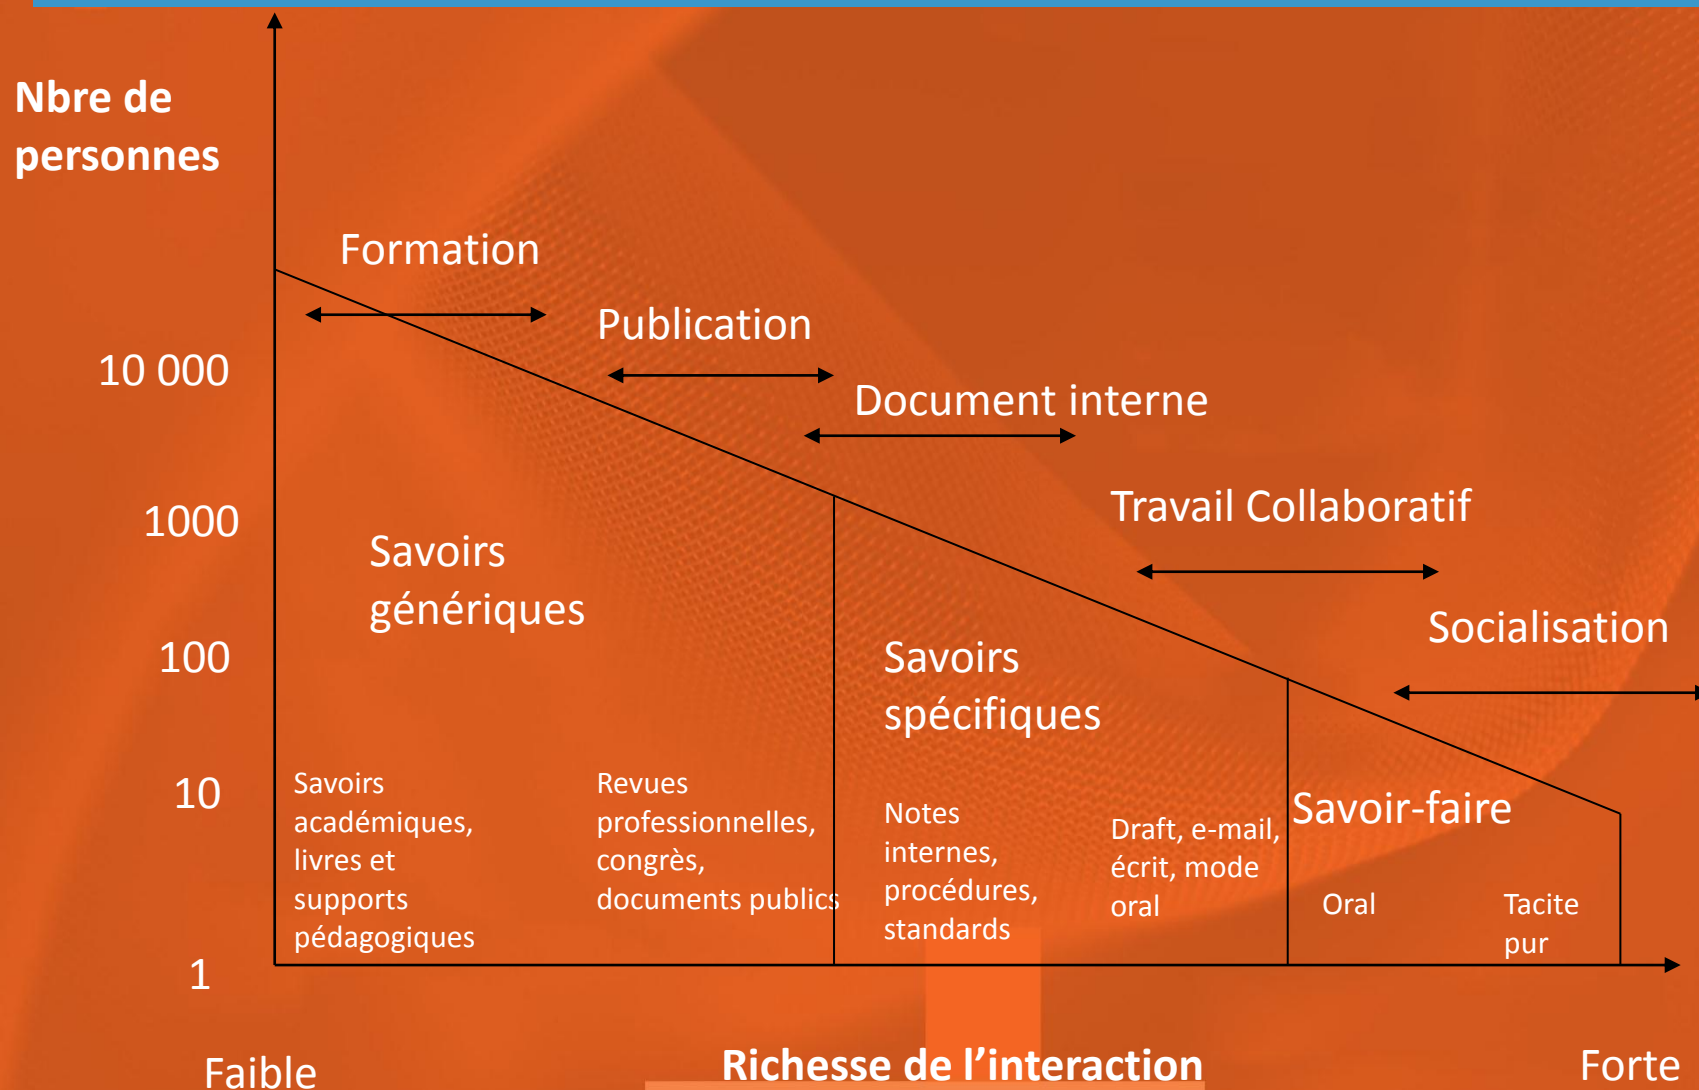 Nbre de
personnes
Formation
Publication
10 000
Document interne
1000
Travail Collaboratif
Savoirs
génériques
100
Socialisation
Savoirs
spécifiques
10
Savoirs
académiques,
livres et
supports
pédagogiques
Revues
professionnelles,
congrès,
documents publics
Notes
internes,
procédures,
standards
Draft, e-mail,
écrit, mode
oral
Savoir-faire
Oral
Tacite
pur
1
Faible
Richesse de l’interaction
Forte